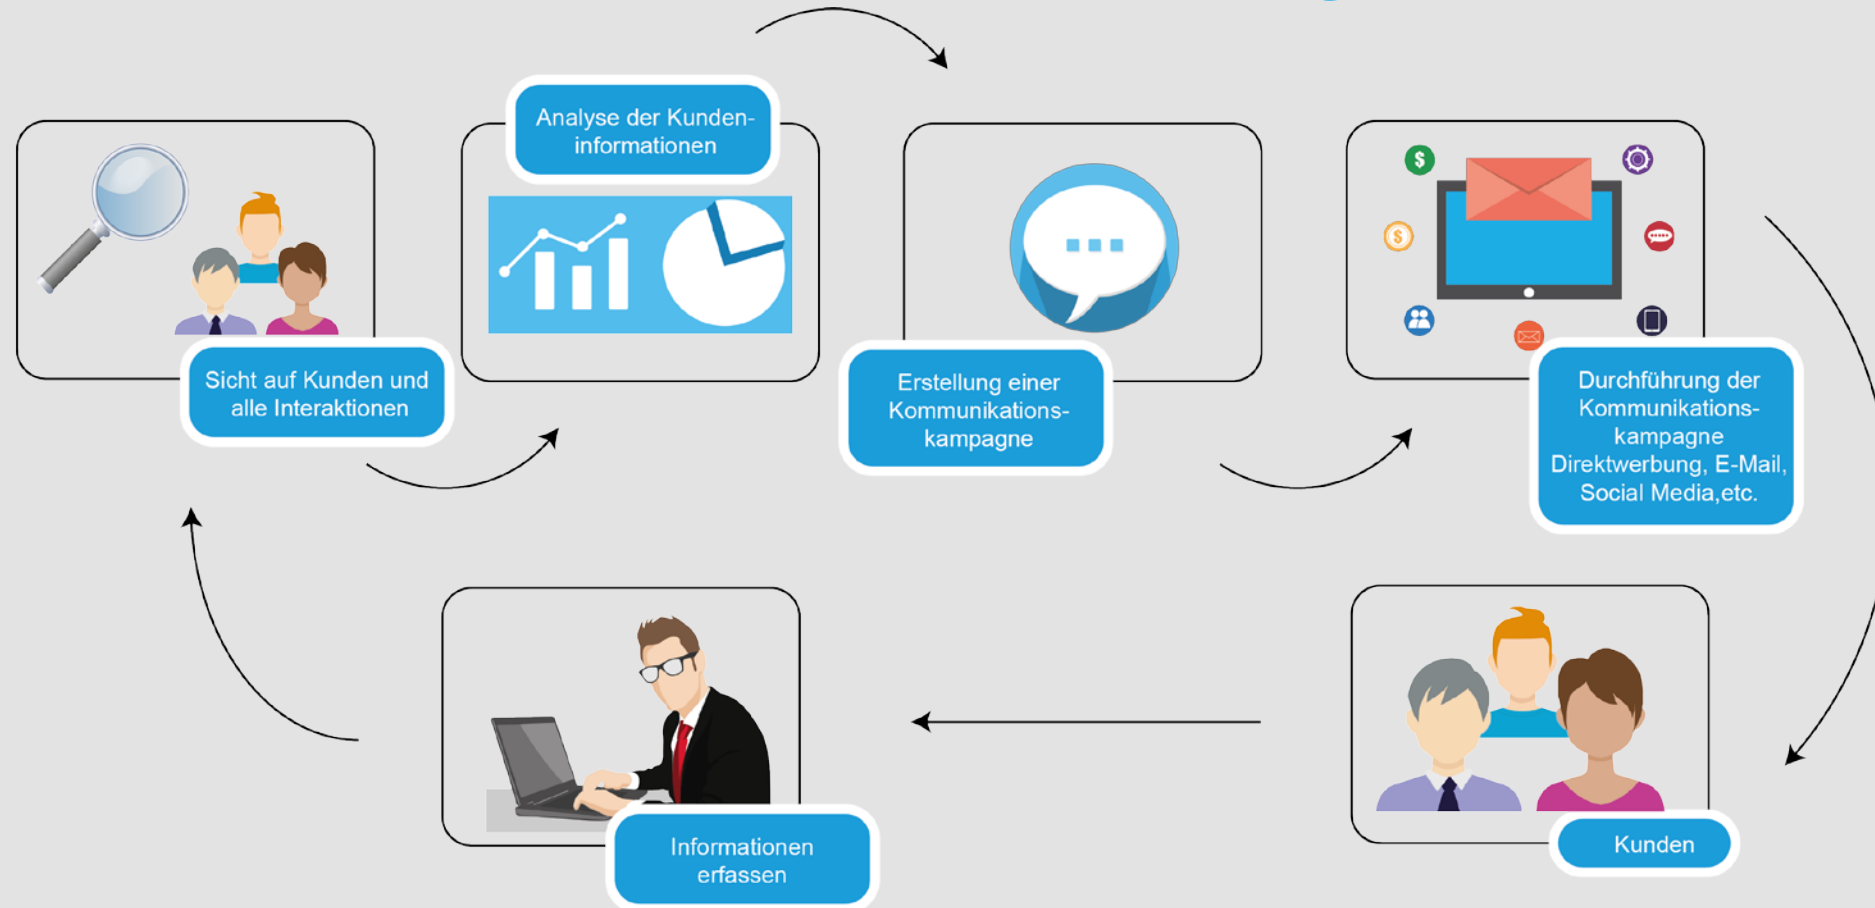 Analyse der Kunden-
informationen
Sicht auf Kunden und
alle Interaktionen
Erstellung einer
Kommunikations-
kampagne
Durchführung der
Kommunikations-
kampagne
Direktwerbung, E-Mail,
Social Media,etc.
Informationen
erfassen
Kunden